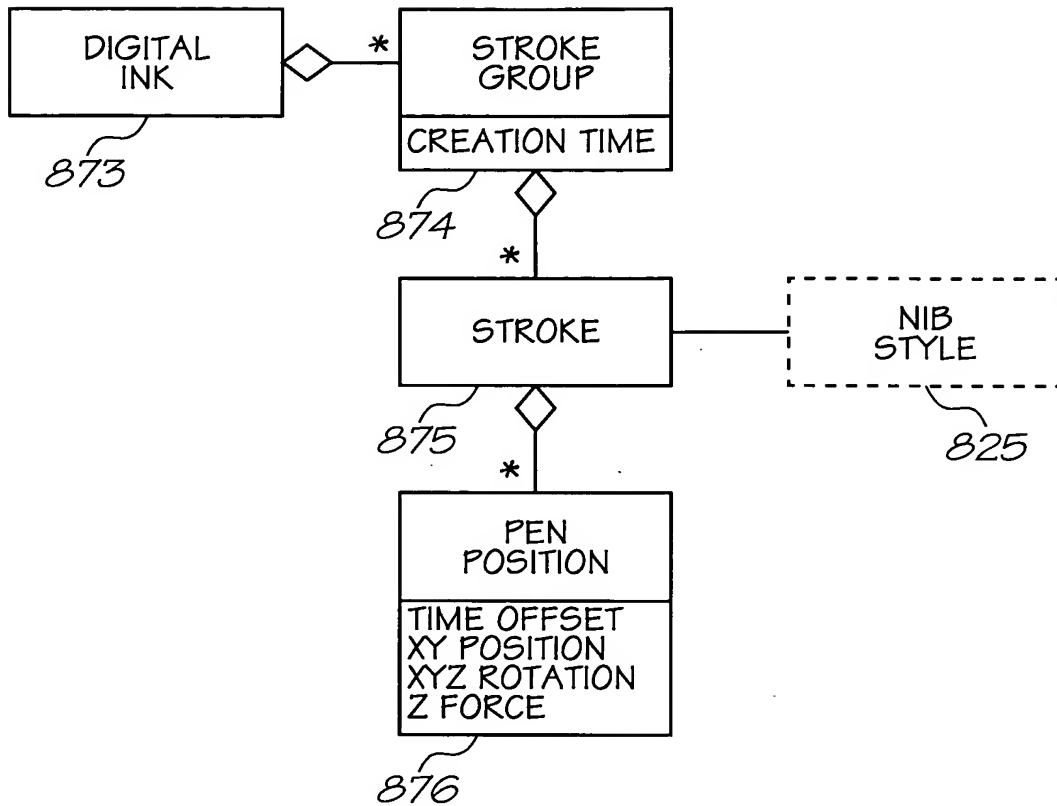 DIGITAL
INK
873
*
STROKE
GROUP
CREATION TIME
874
*
STROKE
875
NIB
STYLE
825
*
PEN
POSITION
TIME OFFSET
XY POSITION
XYZ ROTATION
Z FORCE
876